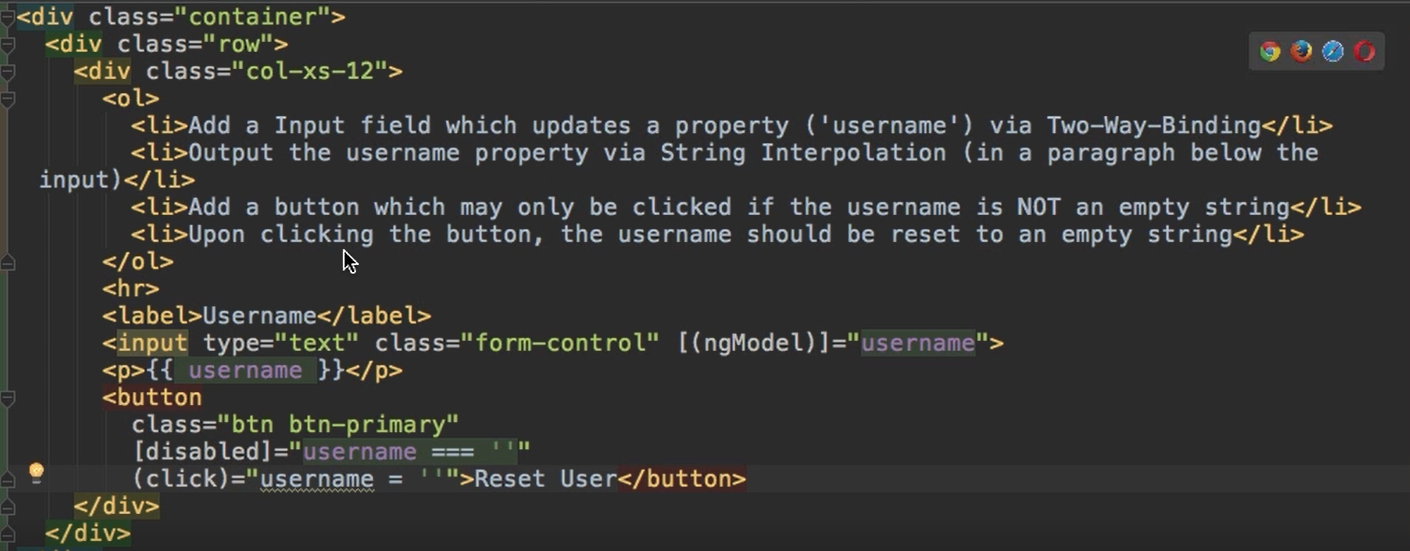 <div class="container">
<div class="row">
<div class="col-xs-12">
<ol>
<li>Add a Input field which updates a property ('username') via Two-Way-Binding</li>
<li>Output the username property via String Interpolation (in a paragraph below the
input)</li>
<li>Add a button which may only be clicked if the username is NOT an empty string</li>
<li>Upon clicking the button, the username should be reset to an empty string</li>
</ol>
<hr>
<label>Username</label>
<input type="text" class="form-control" [(ngModel)]="username">
<p>{{ username }}</p>
<button
class="btn btn-primary"
[disabled]="username === ''"
(click)="username = ''">Reset User</button>
</div>
</div>